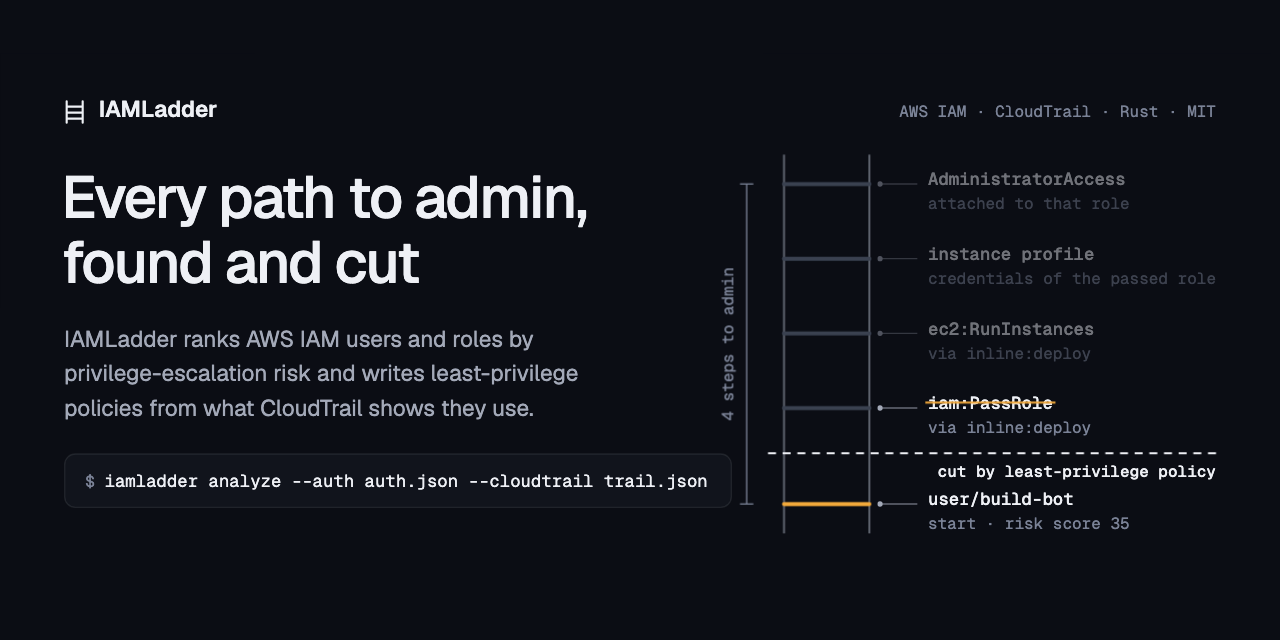 IAMLadder
AWS IAM · CloudTrail · Rust · MIT
Every path to admin,
found and cut
IAMLadder ranks AWS IAM users and roles by
privilege-escalation risk and writes least-privilege
policies from what CloudTrail shows they use.
$ iamladder analyze --auth auth.json --cloudtrail trail.json
4 steps to admin
AdministratorAccess
attached to that role
instance profile
credentials of the passed role
ec2:RunInstances
via inline:deploy
iam:PassRole
via inline:deploy
cut by least-privilege policy
user/build-bot
start · risk score 35